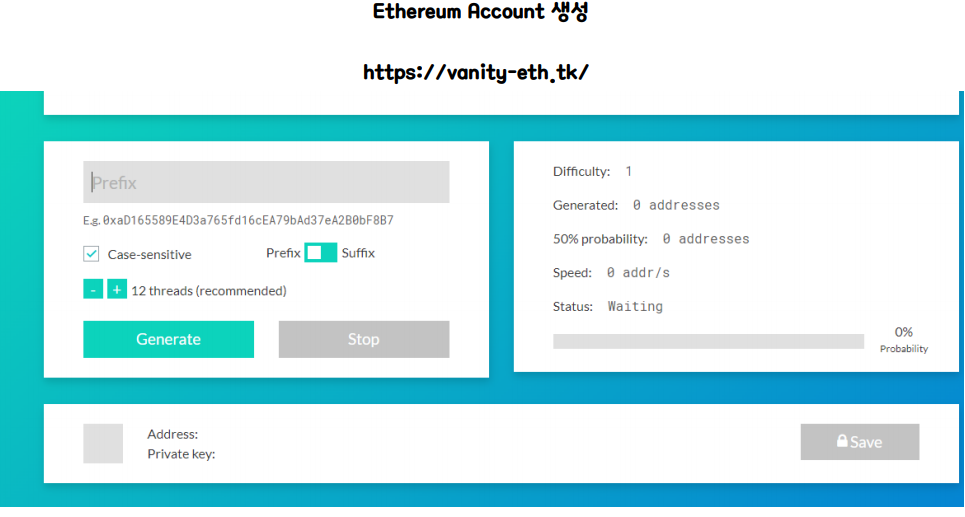 Ethereum Account 생성
https://vanity-eth.tk/
Prefix
E.g. 0xaD165589E4D3a765fd16cEA79bAd37eA2B0bF8B7
Case-sensitive
Prefix Suffix
- + 12 threads (recommended)
Generate Stop
Difficulty: 1
Generated: 0 addresses
50% probability: 0 addresses
Speed: 0 addr/s
Status: Waiting
0%
Probability
Address:
Private key:
Save